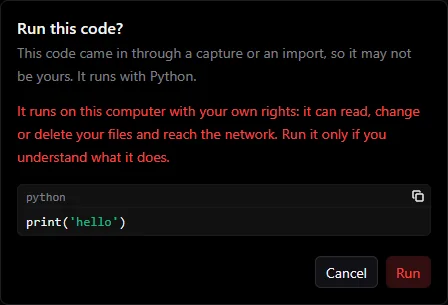 Run this code?
This code came in through a capture or an import, so it may not
be yours. It runs with Python.
It runs on this computer with your own rights: it can read, change
or delete your files and reach the network. Run it only if you
understand what it does.
python
print('hello')
Cancel Run